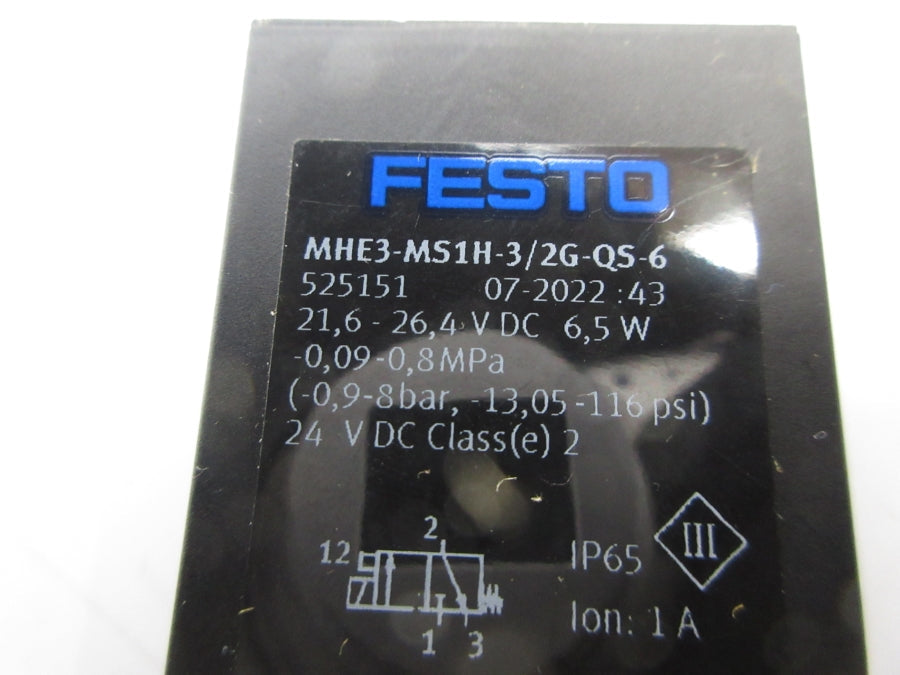 FESTO
MHE3-MS1H-3/2G-QS-6
525151 07-2022 :43
21,6 - 26,4 V DC 6,5 W
-0,09-0,8MPa
(-0,9-8bar, -13,05-116 psi)
24 V DC Class(e) 2
2
12
1 3
IP65
III
Ion: 1 A